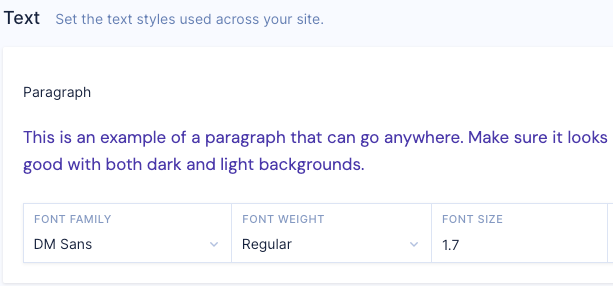 Text Set the text styles used across your site.
Paragraph
This is an example of a paragraph that can go anywhere. Make sure it looks
good with both dark and light backgrounds.
FONT FAMILY FONT WEIGHT FONT SIZE
DM Sans Regular 1.7